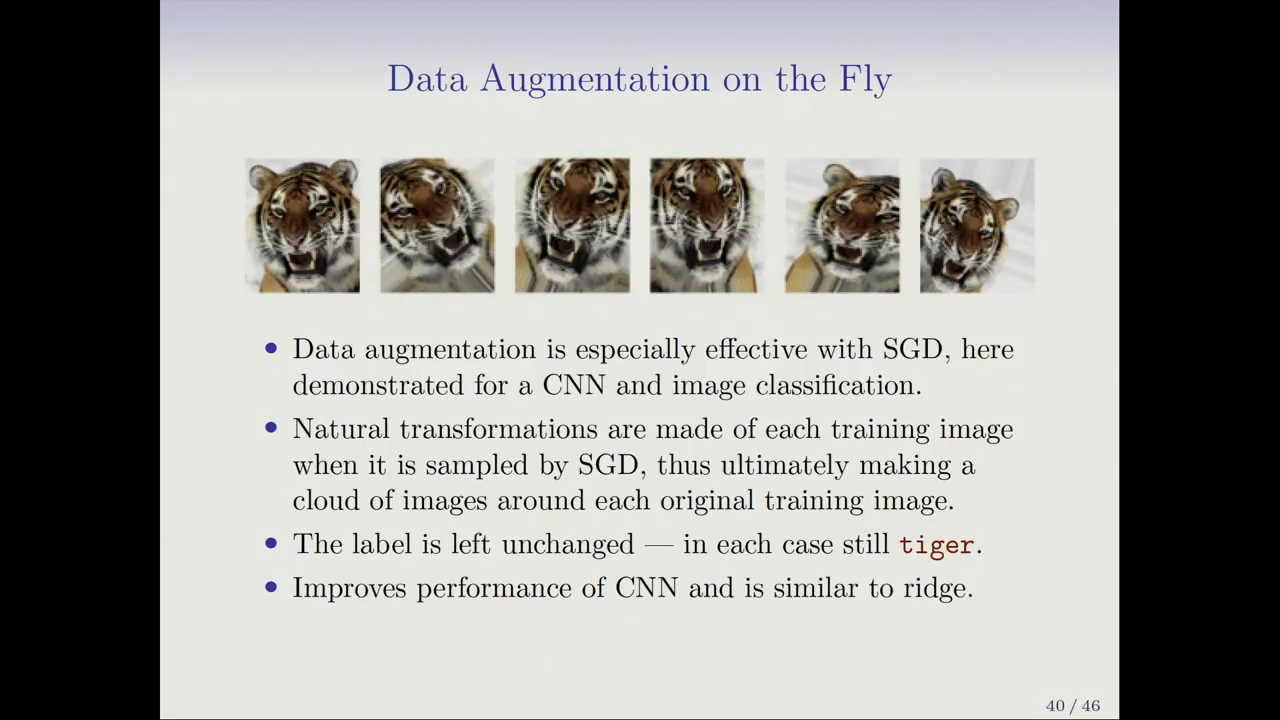 Data Augmentation on the Fly
• Data augmentation is especially effective with SGD, here
demonstrated for a CNN and image classification.
• Natural transformations are made of each training image
when it is sampled by SGD, thus ultimately making a
cloud of images around each original training image.
• The label is left unchanged — in each case still tiger.
• Improves performance of CNN and is similar to ridge.
40 / 46